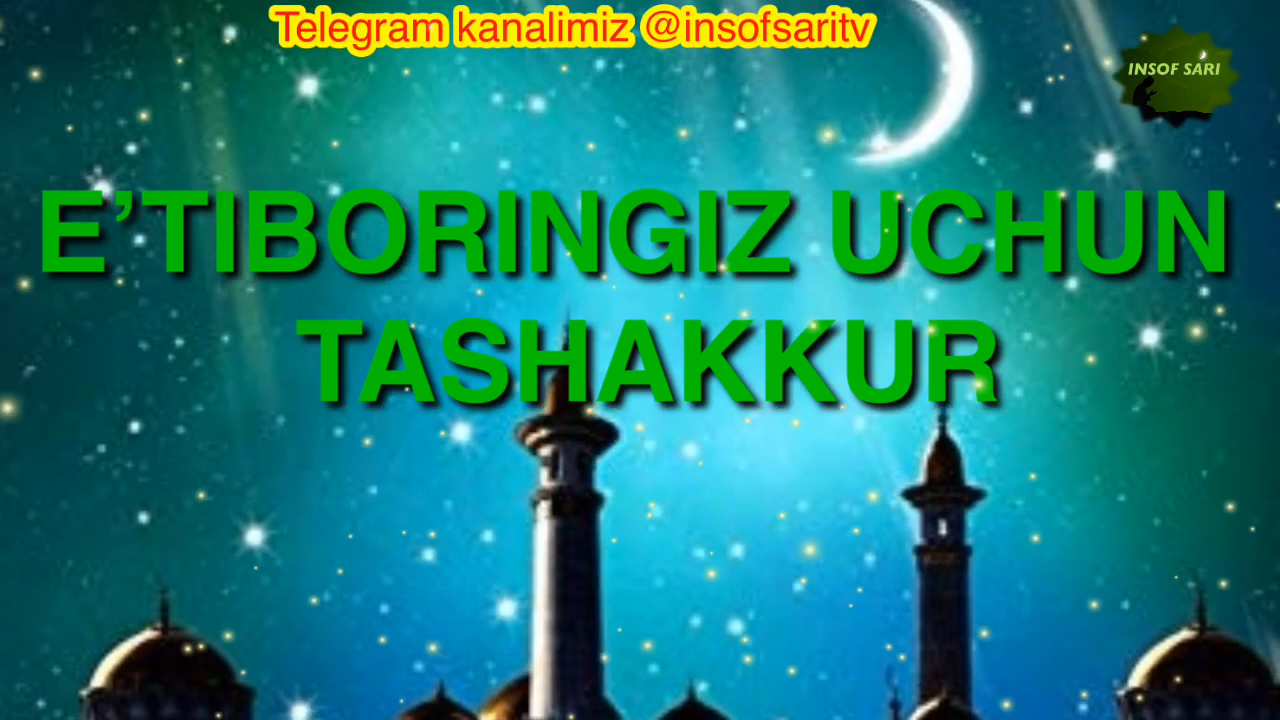 Telegram kanalimiz @insofsaritv
INSOF SARI
E’TIBORINGIZ UCHUN
TASHAKKUR